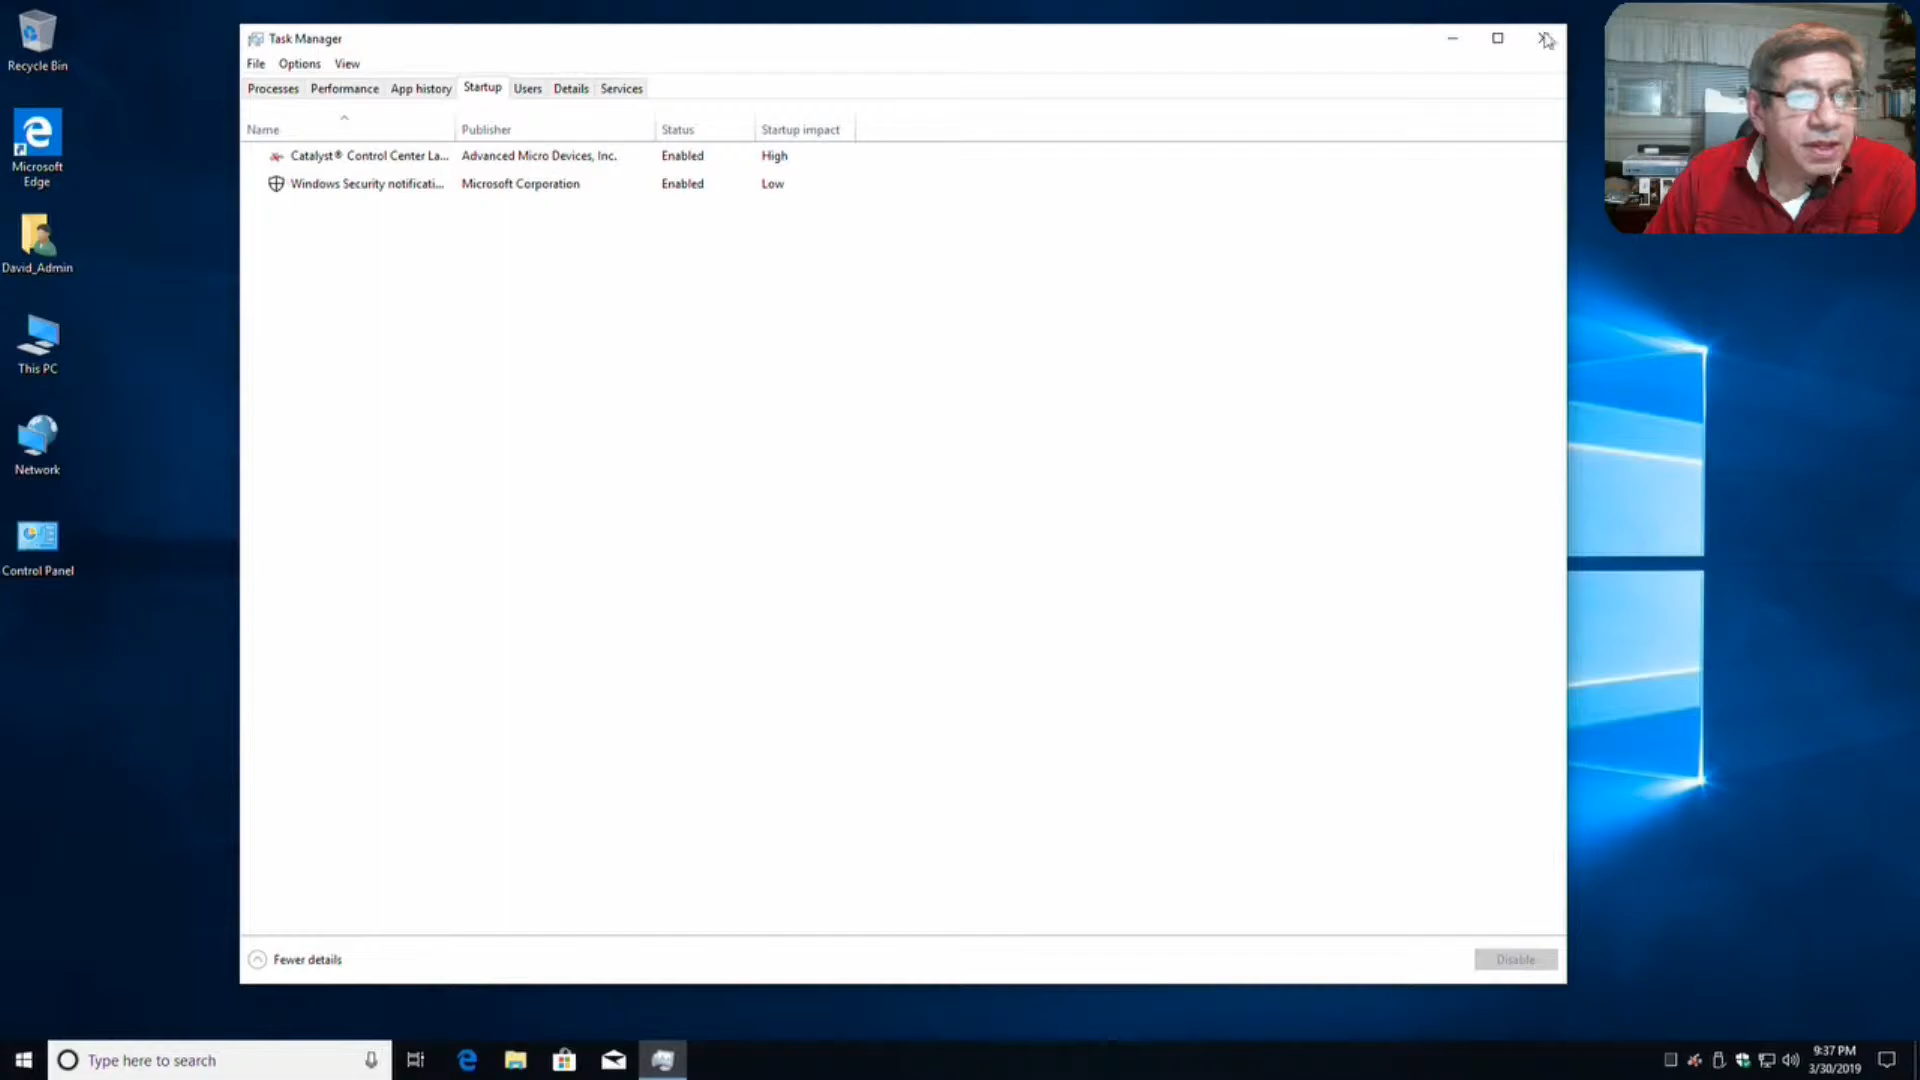 Recycle Bin
Microsoft
Edge
David_Admin
This PC
Network
Control Panel
Task Manager
File Options View
Processes Performance App history Startup Users Details Services
Name Publisher Status Startup impact
Catalyst® Control Center La... Advanced Micro Devices, Inc. Enabled High
Windows Security notificati... Microsoft Corporation Enabled Low
Fewer details
Disable
Type here to search
9:37 PM
3/30/2019